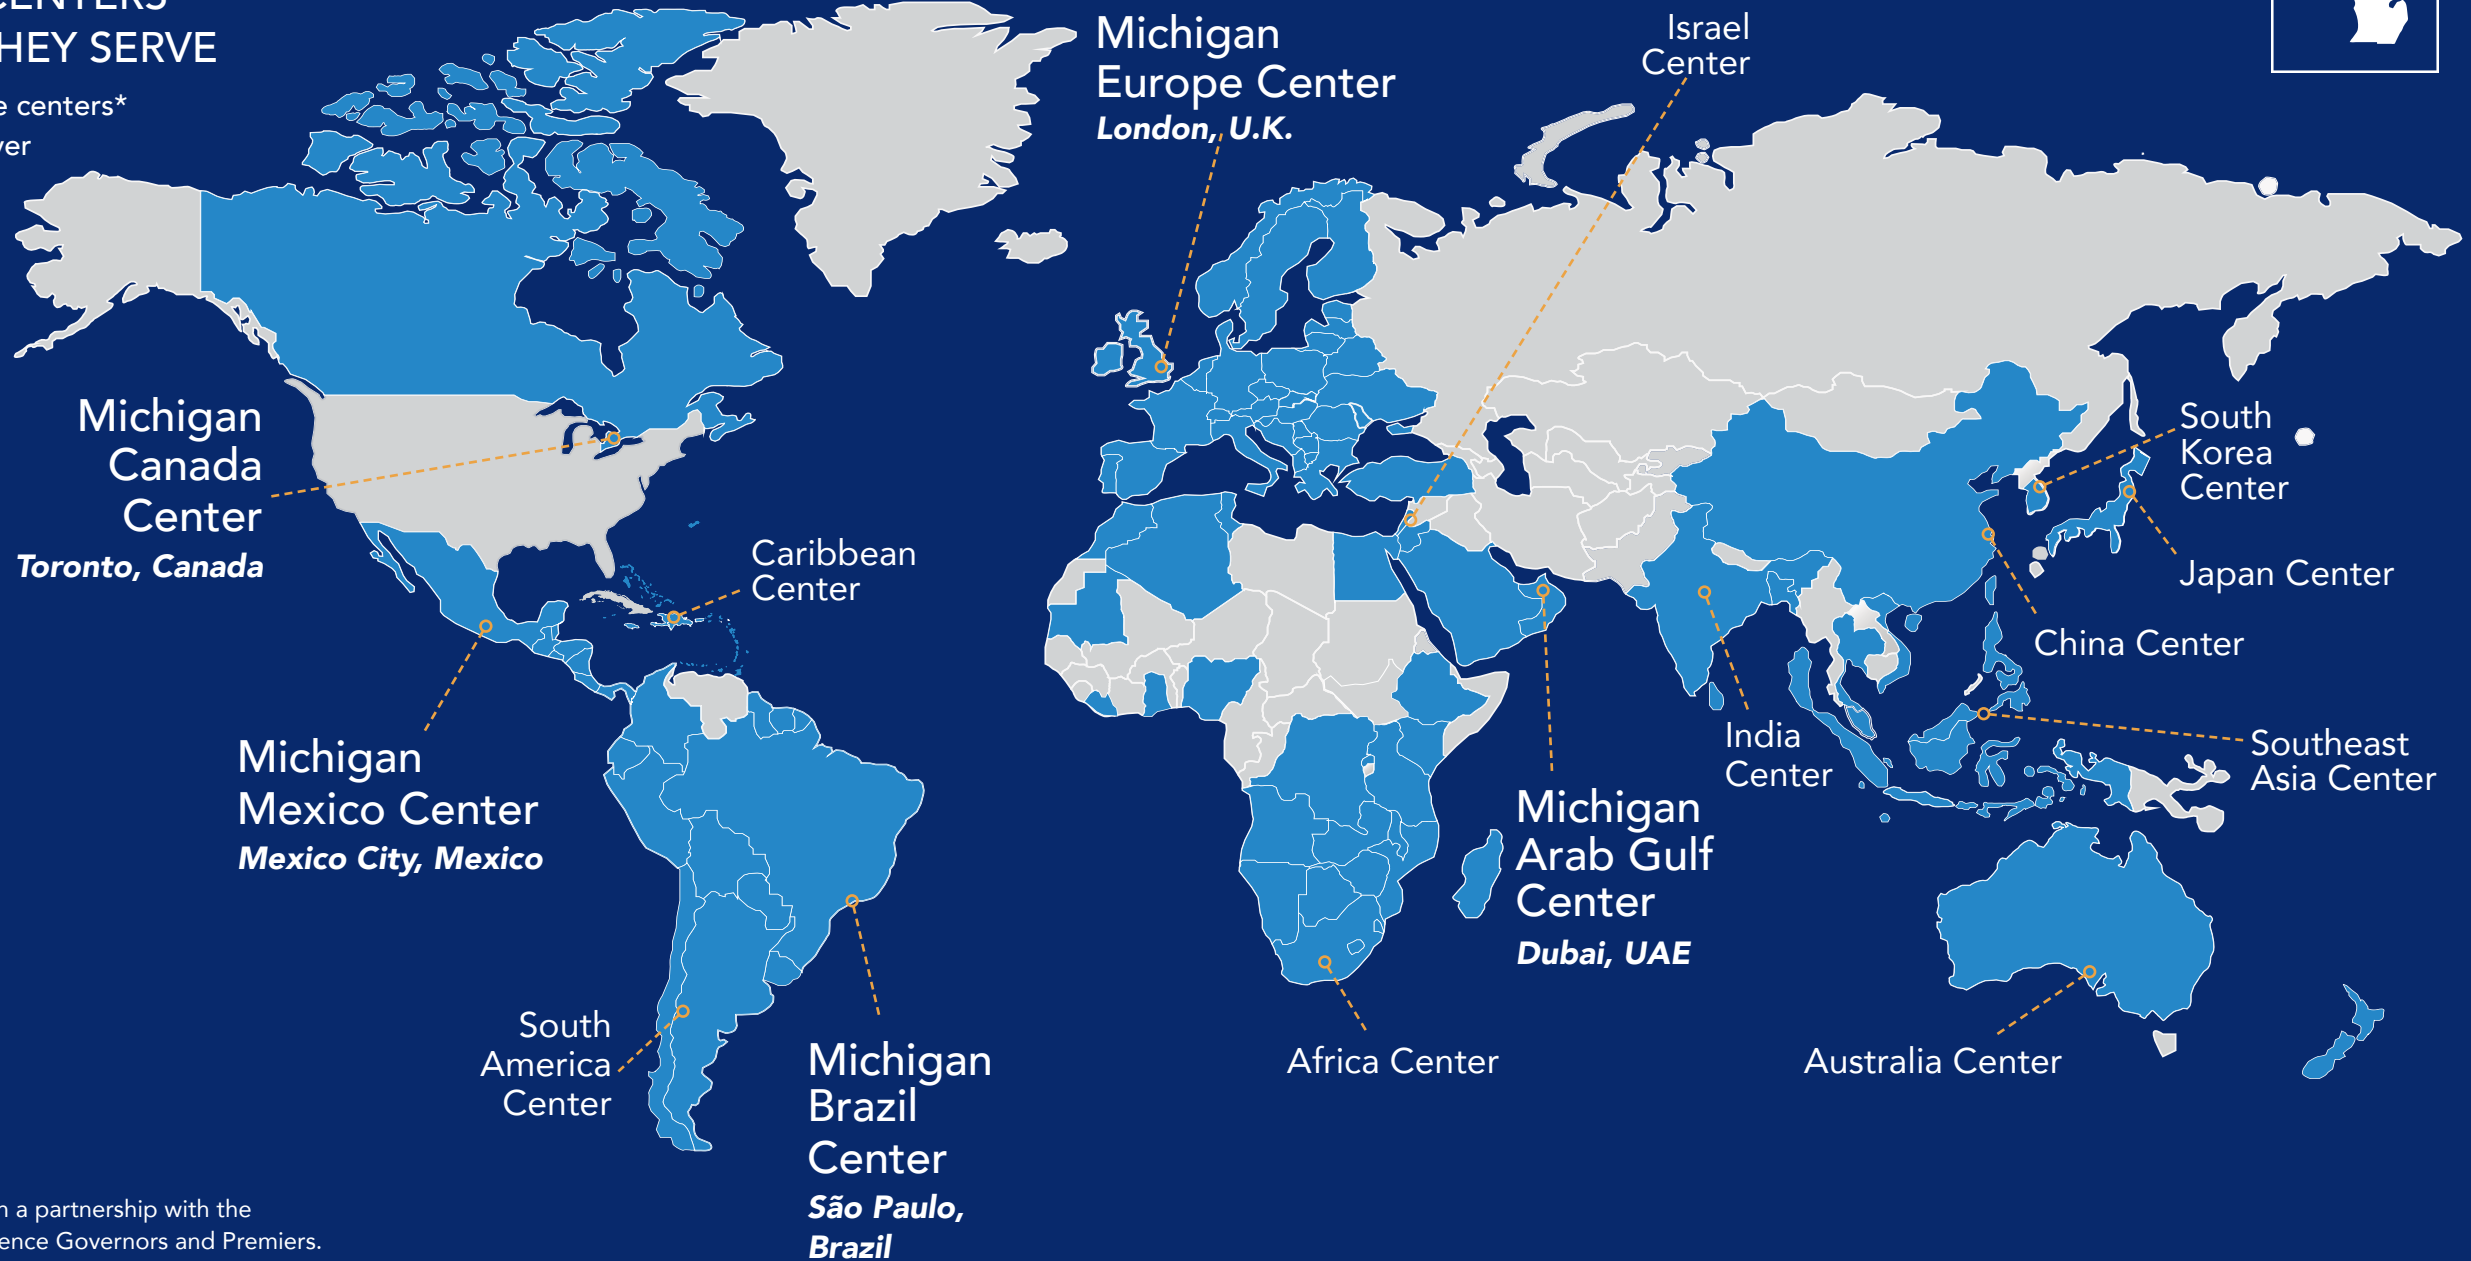 CENTERS
HEY SERVE
e centers*
ver
Michigan
Europe Center
London, U.K.
Israel
Center
Michigan
Canada
Center
Toronto, Canada
Caribbean
Center
South
Korea
Center
Japan Center
China Center
Michigan
Mexico Center
Mexico City, Mexico
India
Center
Southeast
Asia Center
Michigan
Arab Gulf
Center
Dubai, UAE
South
America
Center
Michigan
Brazil
Center
São Paulo,
Brazil
Africa Center
Australia Center
n a partnership with the
ence Governors and Premiers.